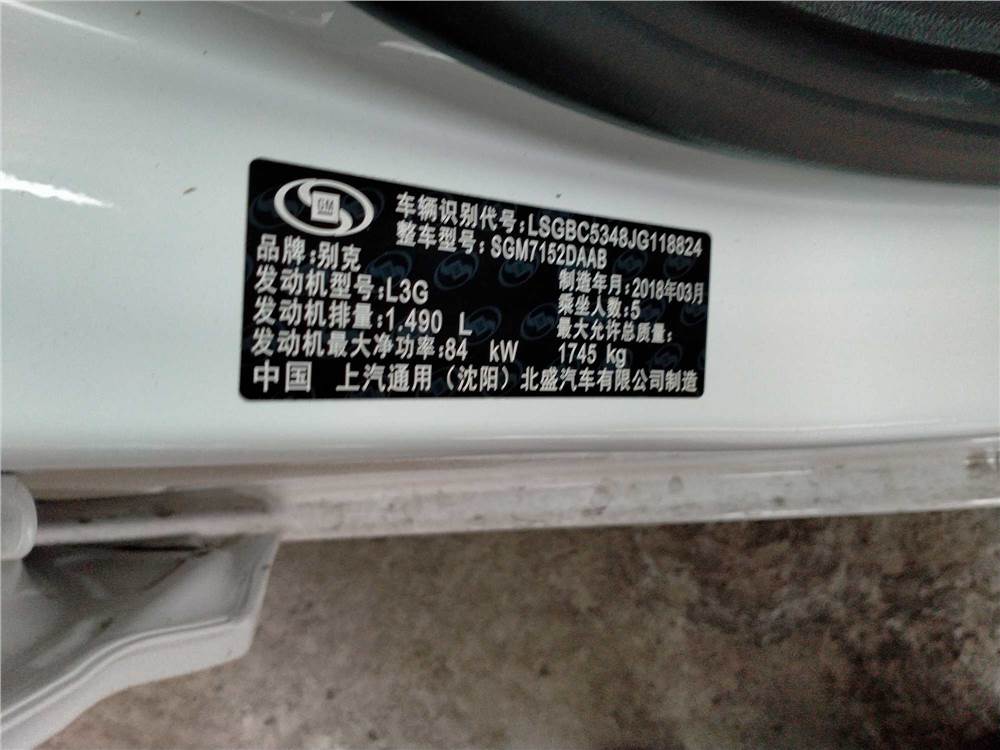 GM
车辆识别代号:LSGBC5348JG118824
整车型号:SGM7152DAAB
品牌:别克
制造年月:2018年03月
发动机型号:L3G
乘坐人数:5
发动机排量:1.490 L
最大允许总质量:
发动机最大净功率:84 kW
1745 kg
中国 上汽通用(沈阳)北盛汽车有限公司制造